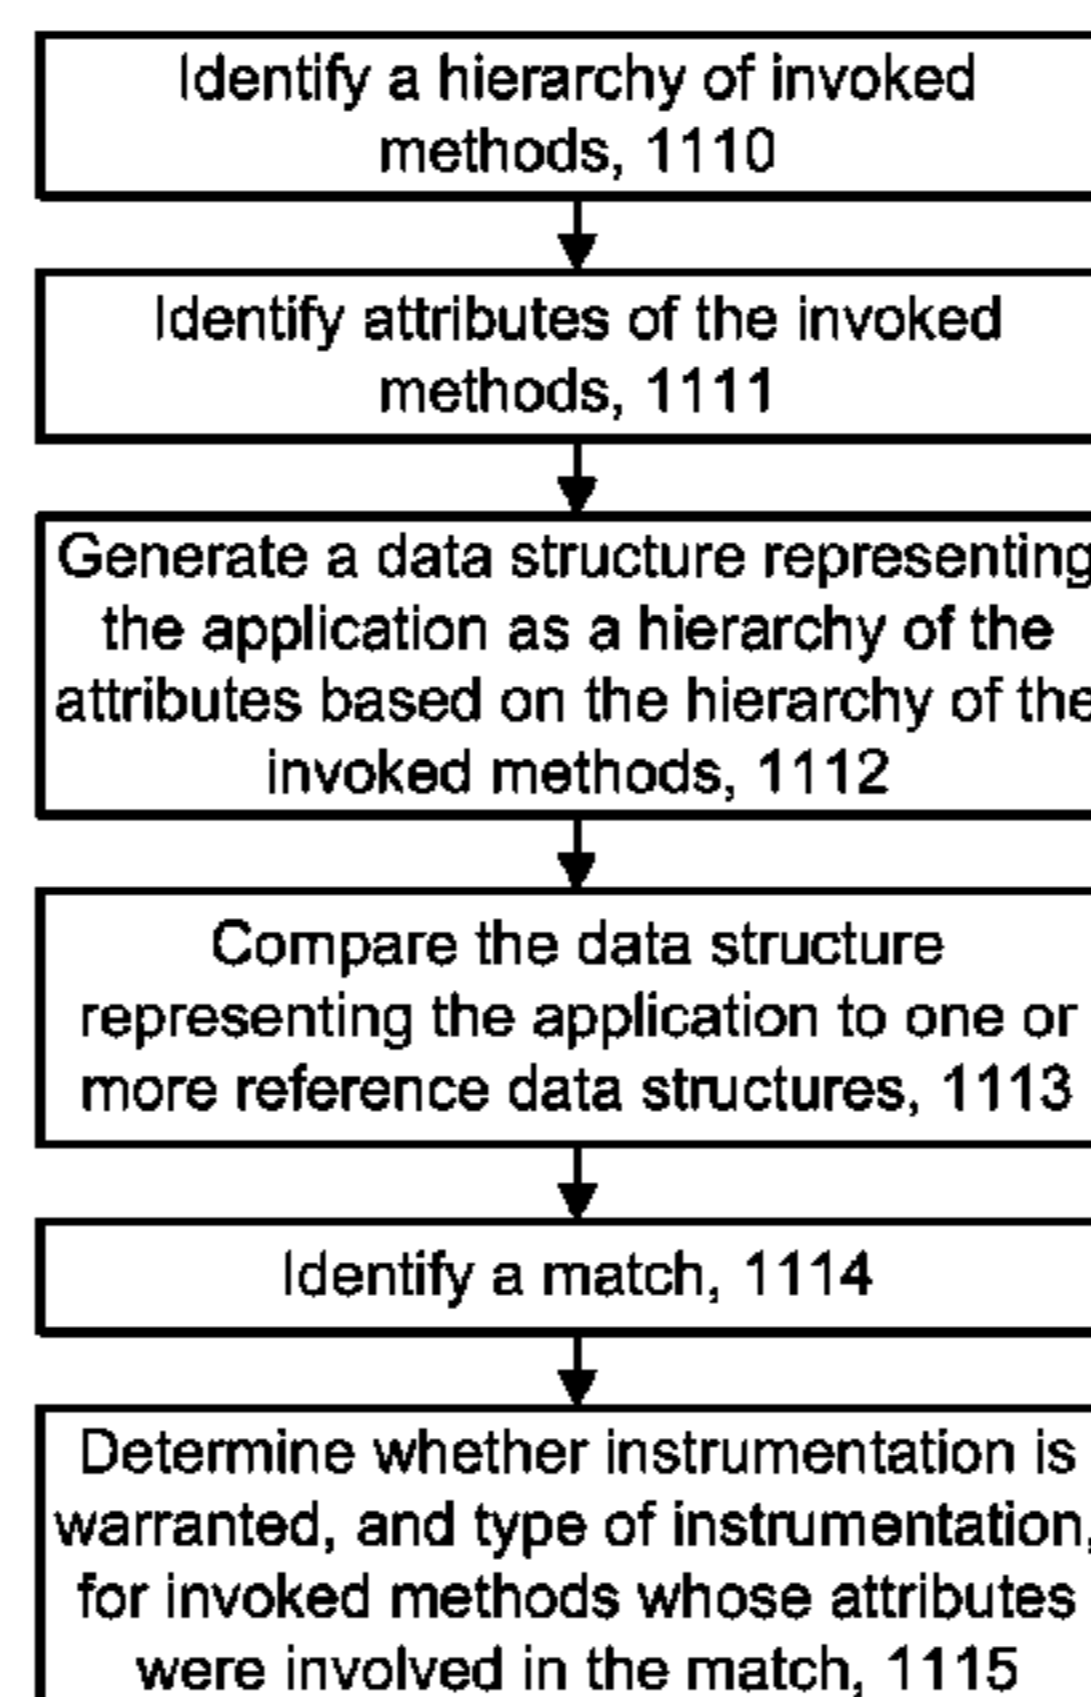 Identify a hierarchy of invoked
methods, 1110
Identify attributes of the invoked
methods, 1111
Generate a data structure representing
the application as a hierarchy of the
attributes based on the hierarchy of the
invoked methods, 1112
Compare the data structure
representing the application to one or
more reference data structures, 1113
Identify a match, 1114
Determine whether instrumentation is
warranted, and type of instrumentation,
for invoked methods whose attributes
were involved in the match, 1115